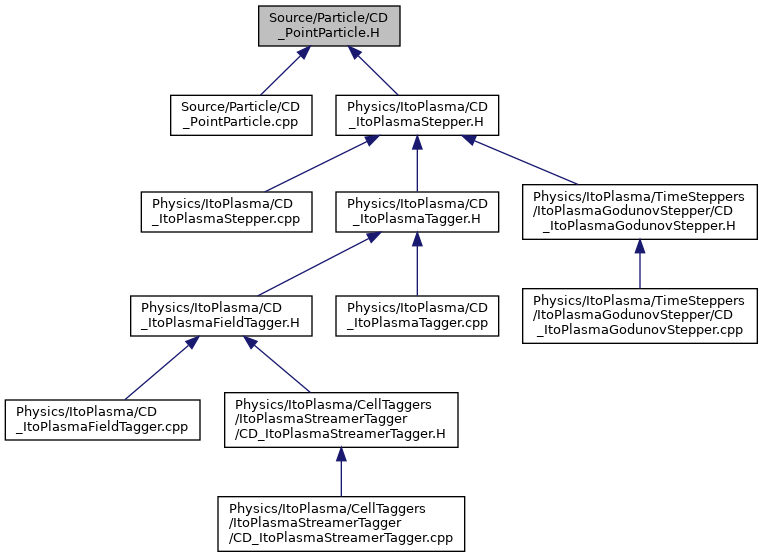 Source/Particle/CD
_PointParticle.H
Source/Particle/CD
_PointParticle.cpp
Physics/ItoPlasma/CD
_ItoPlasmaStepper.H
Physics/ItoPlasma/CD
_ItoPlasmaStepper.cpp
Physics/ItoPlasma/CD
_ItoPlasmaTagger.H
Physics/ItoPlasma/TimeSteppers
/ItoPlasmaGodunovStepper/CD
_ItoPlasmaGodunovStepper.H
Physics/ItoPlasma/CD
_ItoPlasmaFieldTagger.H
Physics/ItoPlasma/CD
_ItoPlasmaTagger.cpp
Physics/ItoPlasma/TimeSteppers
/ItoPlasmaGodunovStepper/CD
_ItoPlasmaGodunovStepper.cpp
Physics/ItoPlasma/CD
_ItoPlasmaFieldTagger.cpp
Physics/ItoPlasma/CellTaggers
/ItoPlasmaStreamerTagger
/CD_ItoPlasmaStreamerTagger.H
Physics/ItoPlasma/CellTaggers
/ItoPlasmaStreamerTagger
/CD_ItoPlasmaStreamerTagger.cpp